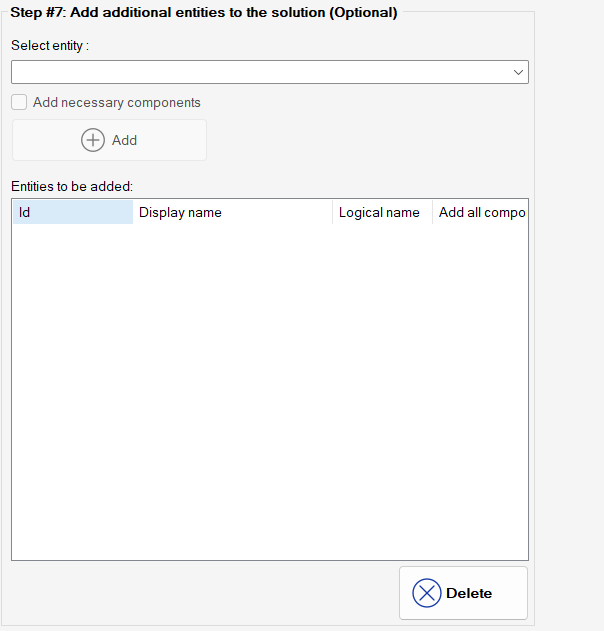 Step #7: Add additional entities to the solution (Optional)
Select entity :
Add necessary components
Add
Entities to be added:
Id Display name Logical name Add all compo
Delete